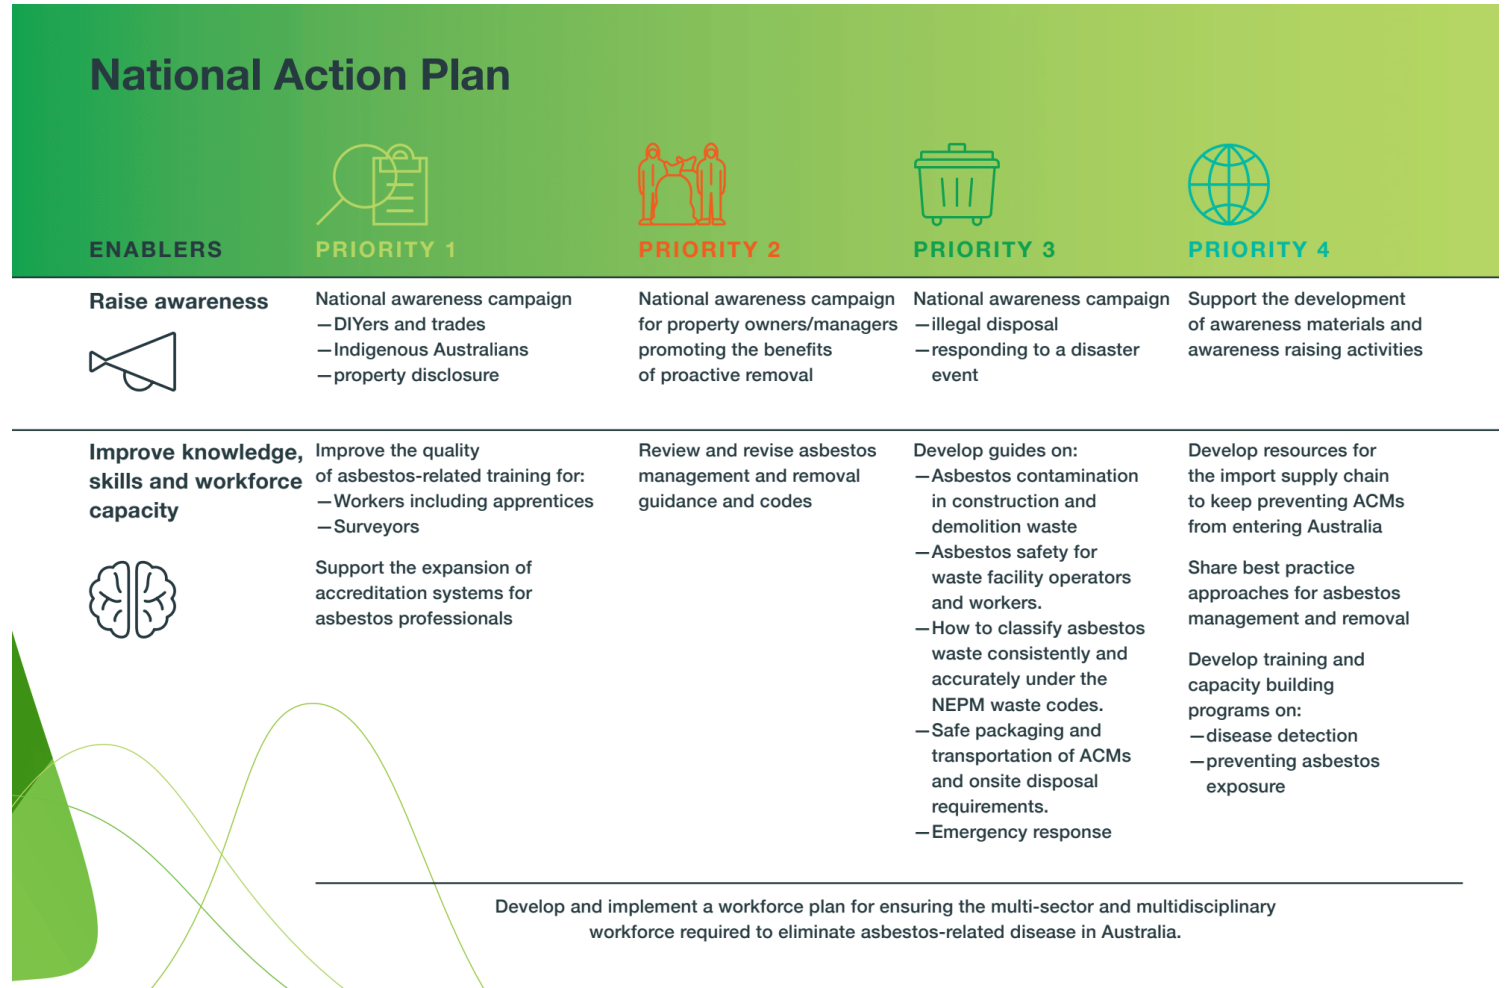 National Action Plan
ENABLERS
PRIORITY 1
PRIORITY 2
PRIORITY 3
PRIORITY 4
Raise awareness
National awareness campaign
—DIYers and trades
—Indigenous Australians
—property disclosure
National awareness campaign
for property owners/managers
promoting the benefits
of proactive removal
National awareness campaign
—illegal disposal
—responding to a disaster
event
Support the development
of awareness materials and
awareness raising activities
Improve knowledge,
skills and workforce
capacity
Improve the quality
of asbestos-related training for:
—Workers including apprentices
—Surveyors
Support the expansion of
accreditation systems for
asbestos professionals
Review and revise asbestos
management and removal
guidance and codes
Develop guides on:
—Asbestos contamination
in construction and
demolition waste
—Asbestos safety for
waste facility operators
and workers.
—How to classify asbestos
waste consistently and
accurately under the
NEPM waste codes.
—Safe packaging and
transportation of ACMs
and onsite disposal
requirements.
—Emergency response
Develop resources for
the import supply chain
to keep preventing ACMs
from entering Australia
Share best practice
approaches for asbestos
management and removal
Develop training and
capacity building
programs on:
—disease detection
—preventing asbestos
exposure
Develop and implement a workforce plan for ensuring the multi-sector and multidisciplinary
workforce required to eliminate asbestos-related disease in Australia.